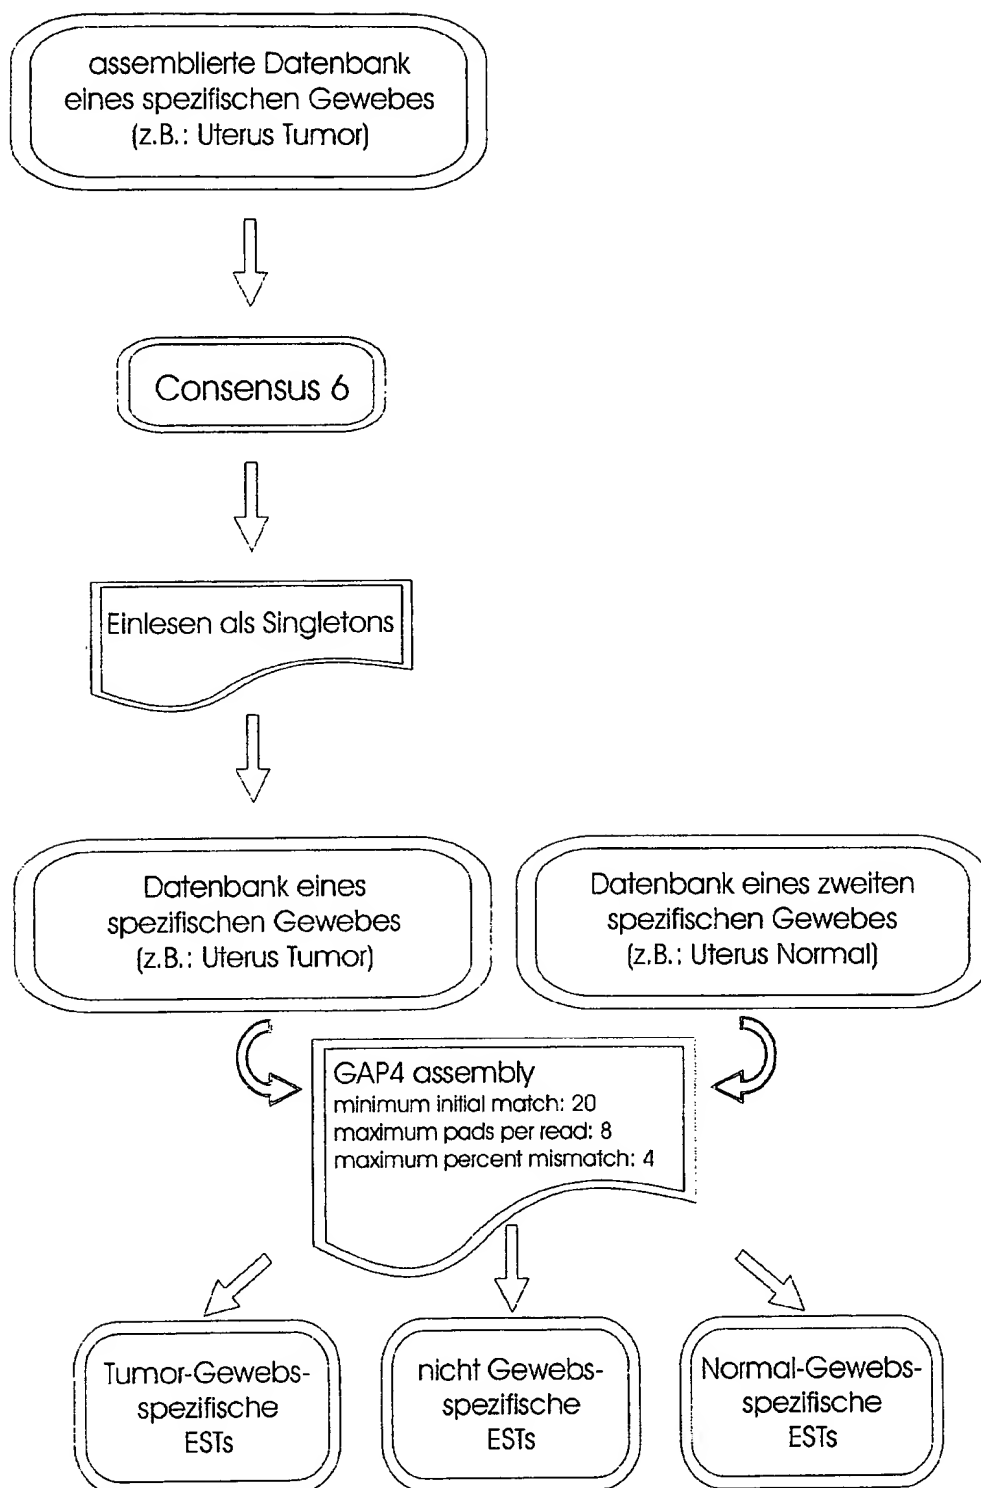 assemblierte Datenbank
eines spezifischen Gewebes
(z.B.: Uterus Tumor)
Consensus 6
Einlesen als Singletons
Datenbank eines
spezifischen Gewebes
(z.B.: Uterus Tumor)
Datenbank eines zweiten
spezifischen Gewebes
(z.B.: Uterus Normal)
GAP4 assembly
minimum initial match: 20
maximum pads per read: 8
maximum percent mismatch: 4
Tumor-Gewebs-
spezifische
ESTs
nicht Gewebs-
spezifische
ESTs
Normal-Gewebs-
spezifische
ESTs